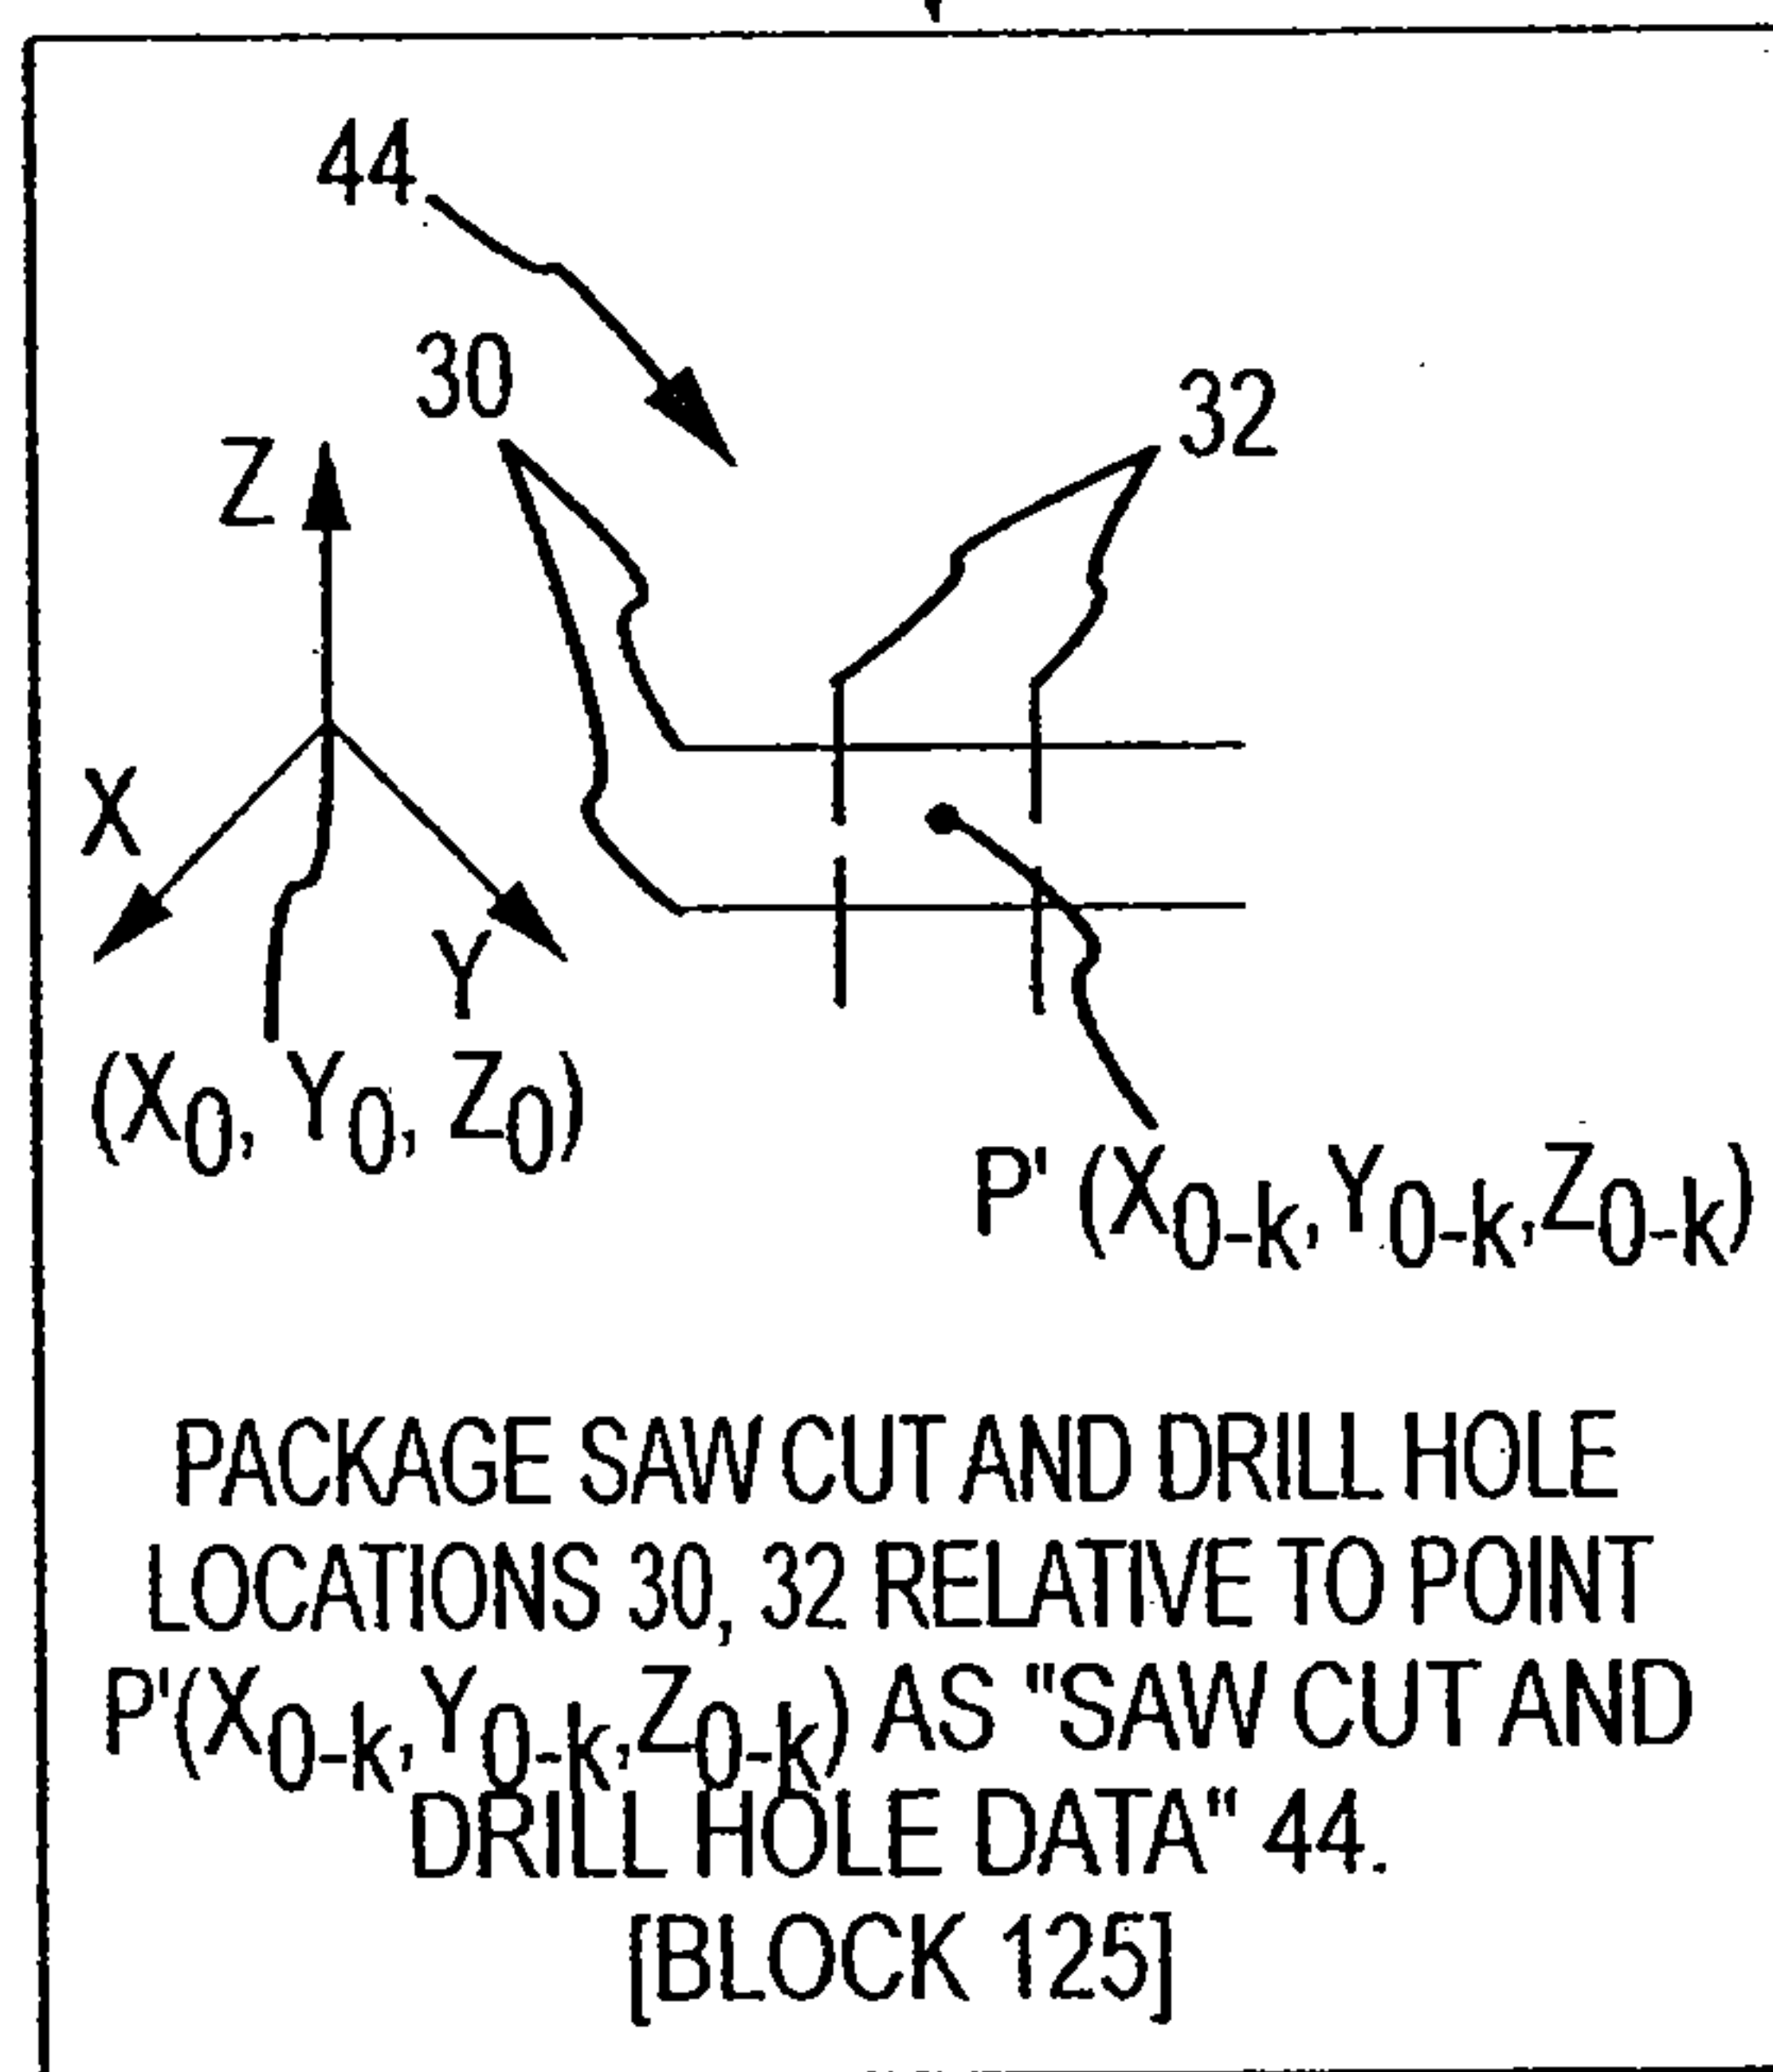 44
30
32
Z
X
Y
(X0, Y0, Z0)
P' (X0-k,Y0-k,Z0-k)
PACKAGE SAW CUT AND DRILL HOLE
LOCATIONS 30, 32 RELATIVE TO POINT
P'(X0-k,Y0-k,Z0-k) AS "SAW CUT AND
DRILL HOLE DATA" 44.
[BLOCK 125]